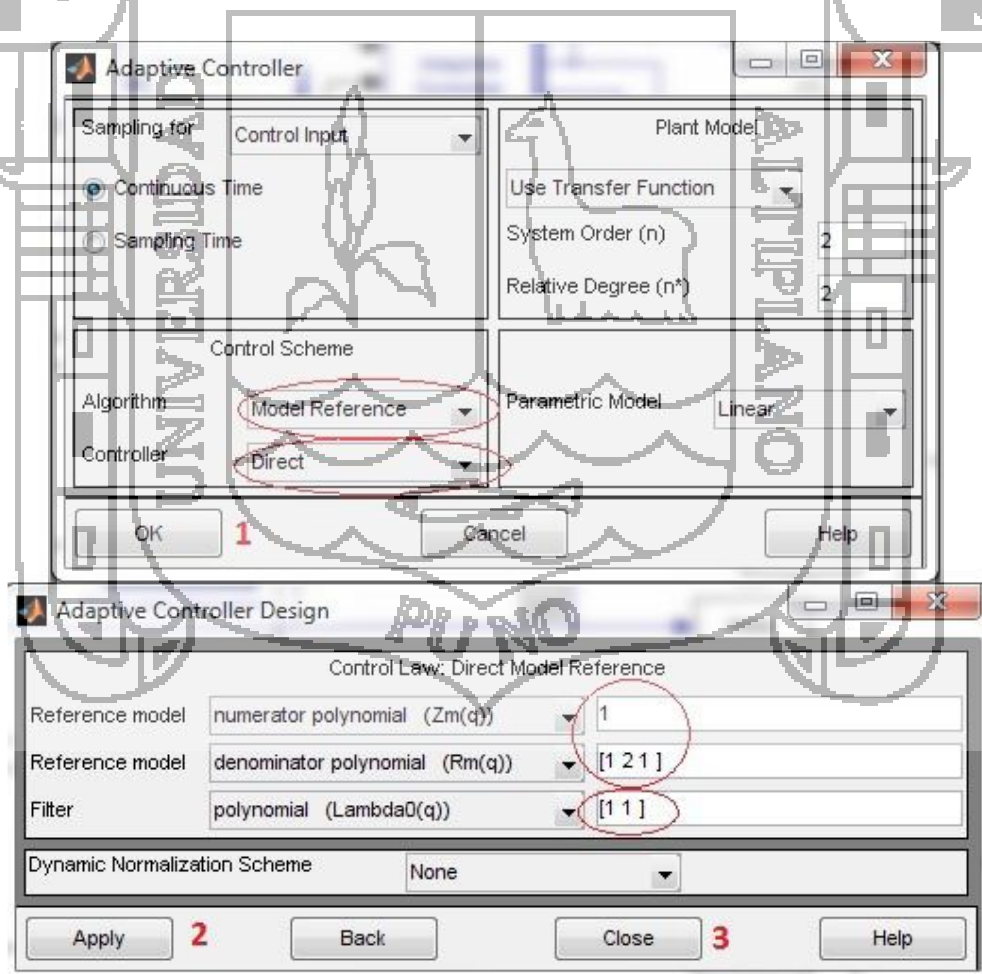 Adaptive Controller
Sampling for Control Input
Continuous Time
Sampling Time
Plant Model
Use Transfer Function
System Order (n) 2
Relative Degree (n*) 2
Control Scheme
Algorithm Model Reference
Controller Direct
Parametric Model Linear
OK 1 Cancel Help
Adaptive Controller Design
Control Law: Direct Model Reference
Reference model numerator polynomial (Zm(q)) 1
Reference model denominator polynomial (Rm(q)) [1 2 1 ]
Filter polynomial (Lambda0(q)) [1 1 ]
Dynamic Normalization Scheme None
Apply 2 Back Close 3 Help
UNIVERSIDAD
ALTIPLANO
PUNO